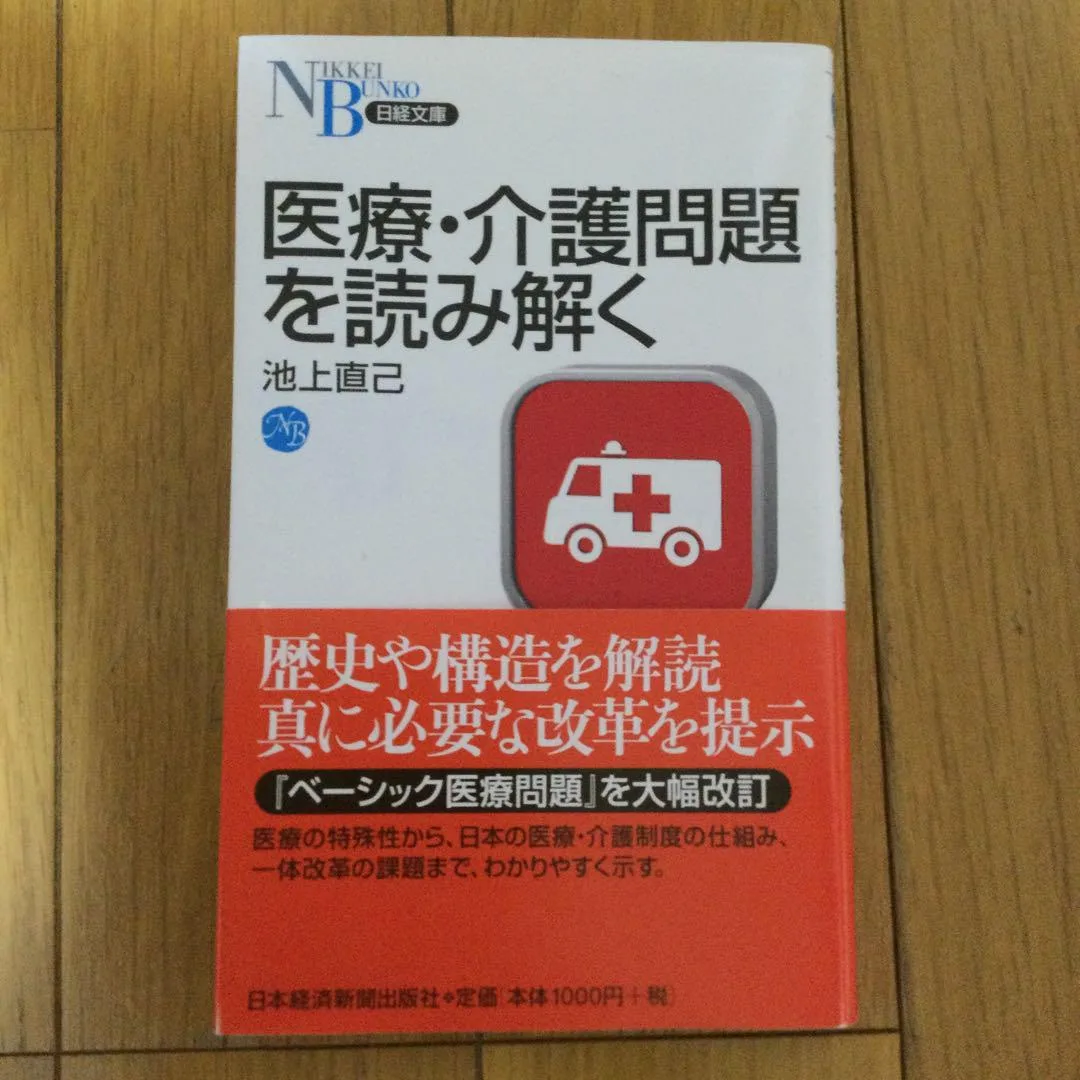 NIKKEI
BUNKO
日経文庫
医療・介護問題
を読み解く
池上直己
NB
歴史や構造を解読
真に必要な改革を提示
『ベーシック医療問題』を大幅改訂
医療の特殊性から、日本の医療・介護制度の仕組み、
一体改革の課題まで、わかりやすく示す。
日本経済新聞出版社◆定価(本体1000円+税)